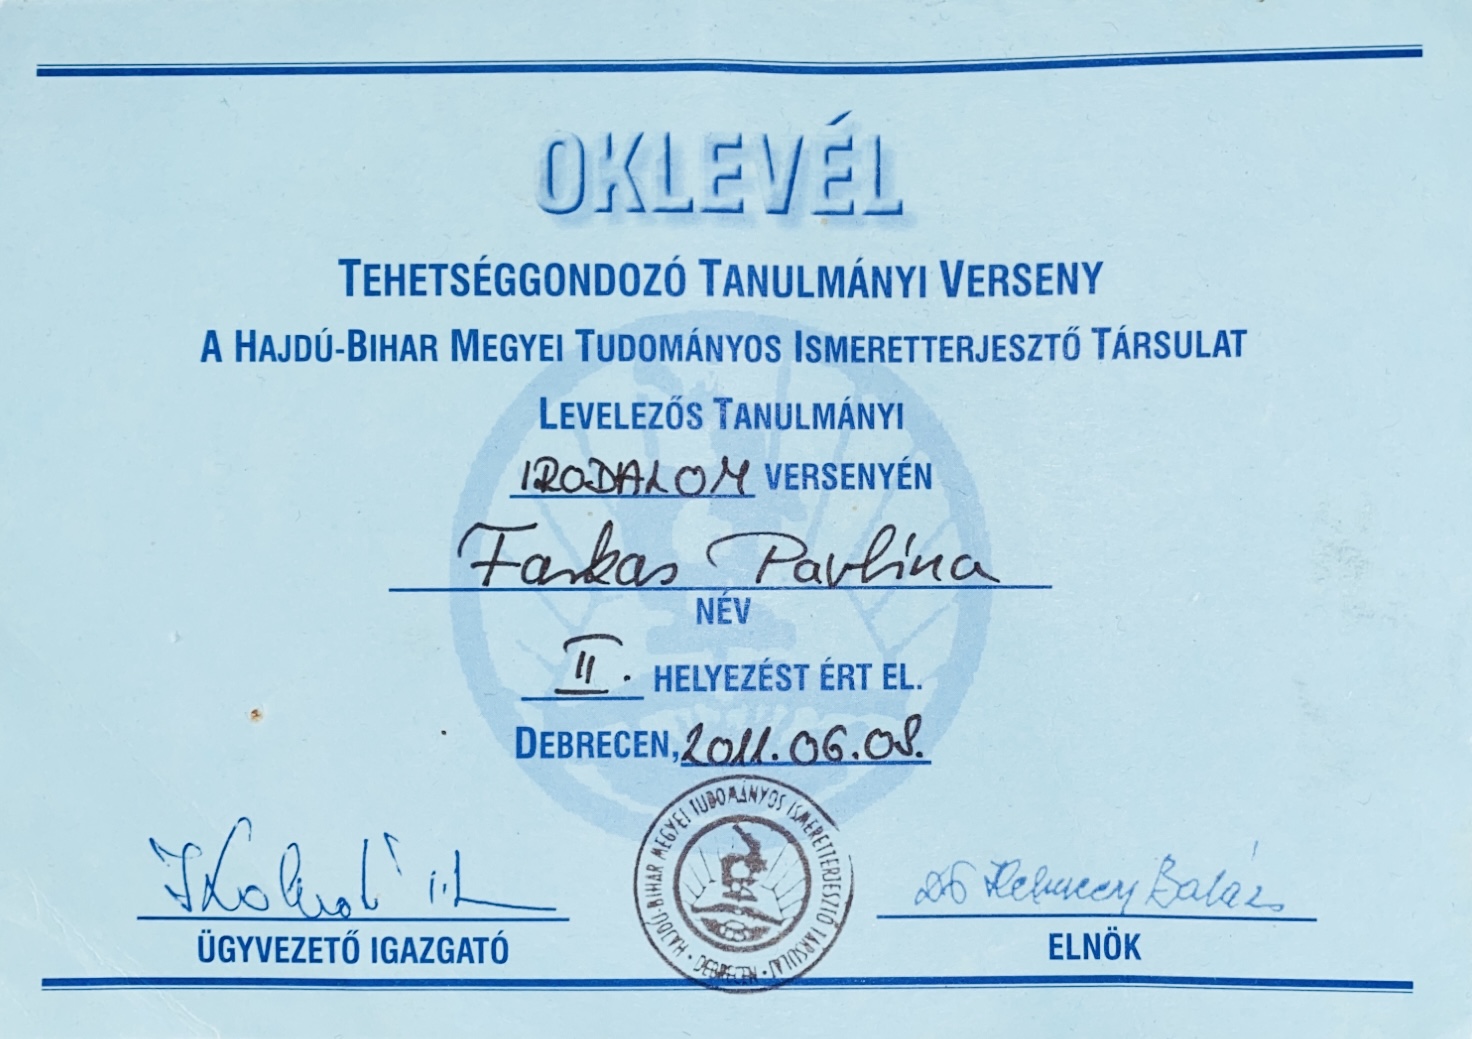 OKLEVÉL
TEHETSÉGGONDOZÓ TANULMÁNYI VERSENY
A HAJDÚ-BIHAR MEGYEI TUDOMÁNYOS ISMERETTERJESZTŐ TÁRSULAT
LEVELEZŐS TANULMÁNYI
IRODALOM VERSENYÉN
Farkas Pavlina
NÉV
II. HELYEZÉST ÉRT EL.
DEBRECEN, 2011.06.08.
HAJDÚ-BIHAR MEGYEI TUDOMÁNYOS ISMERETTERJESZTŐ TÁRSULAT
• DEBRECEN •
Balázs
ÜGYVEZETŐ IGAZGATÓ
ELNÖK